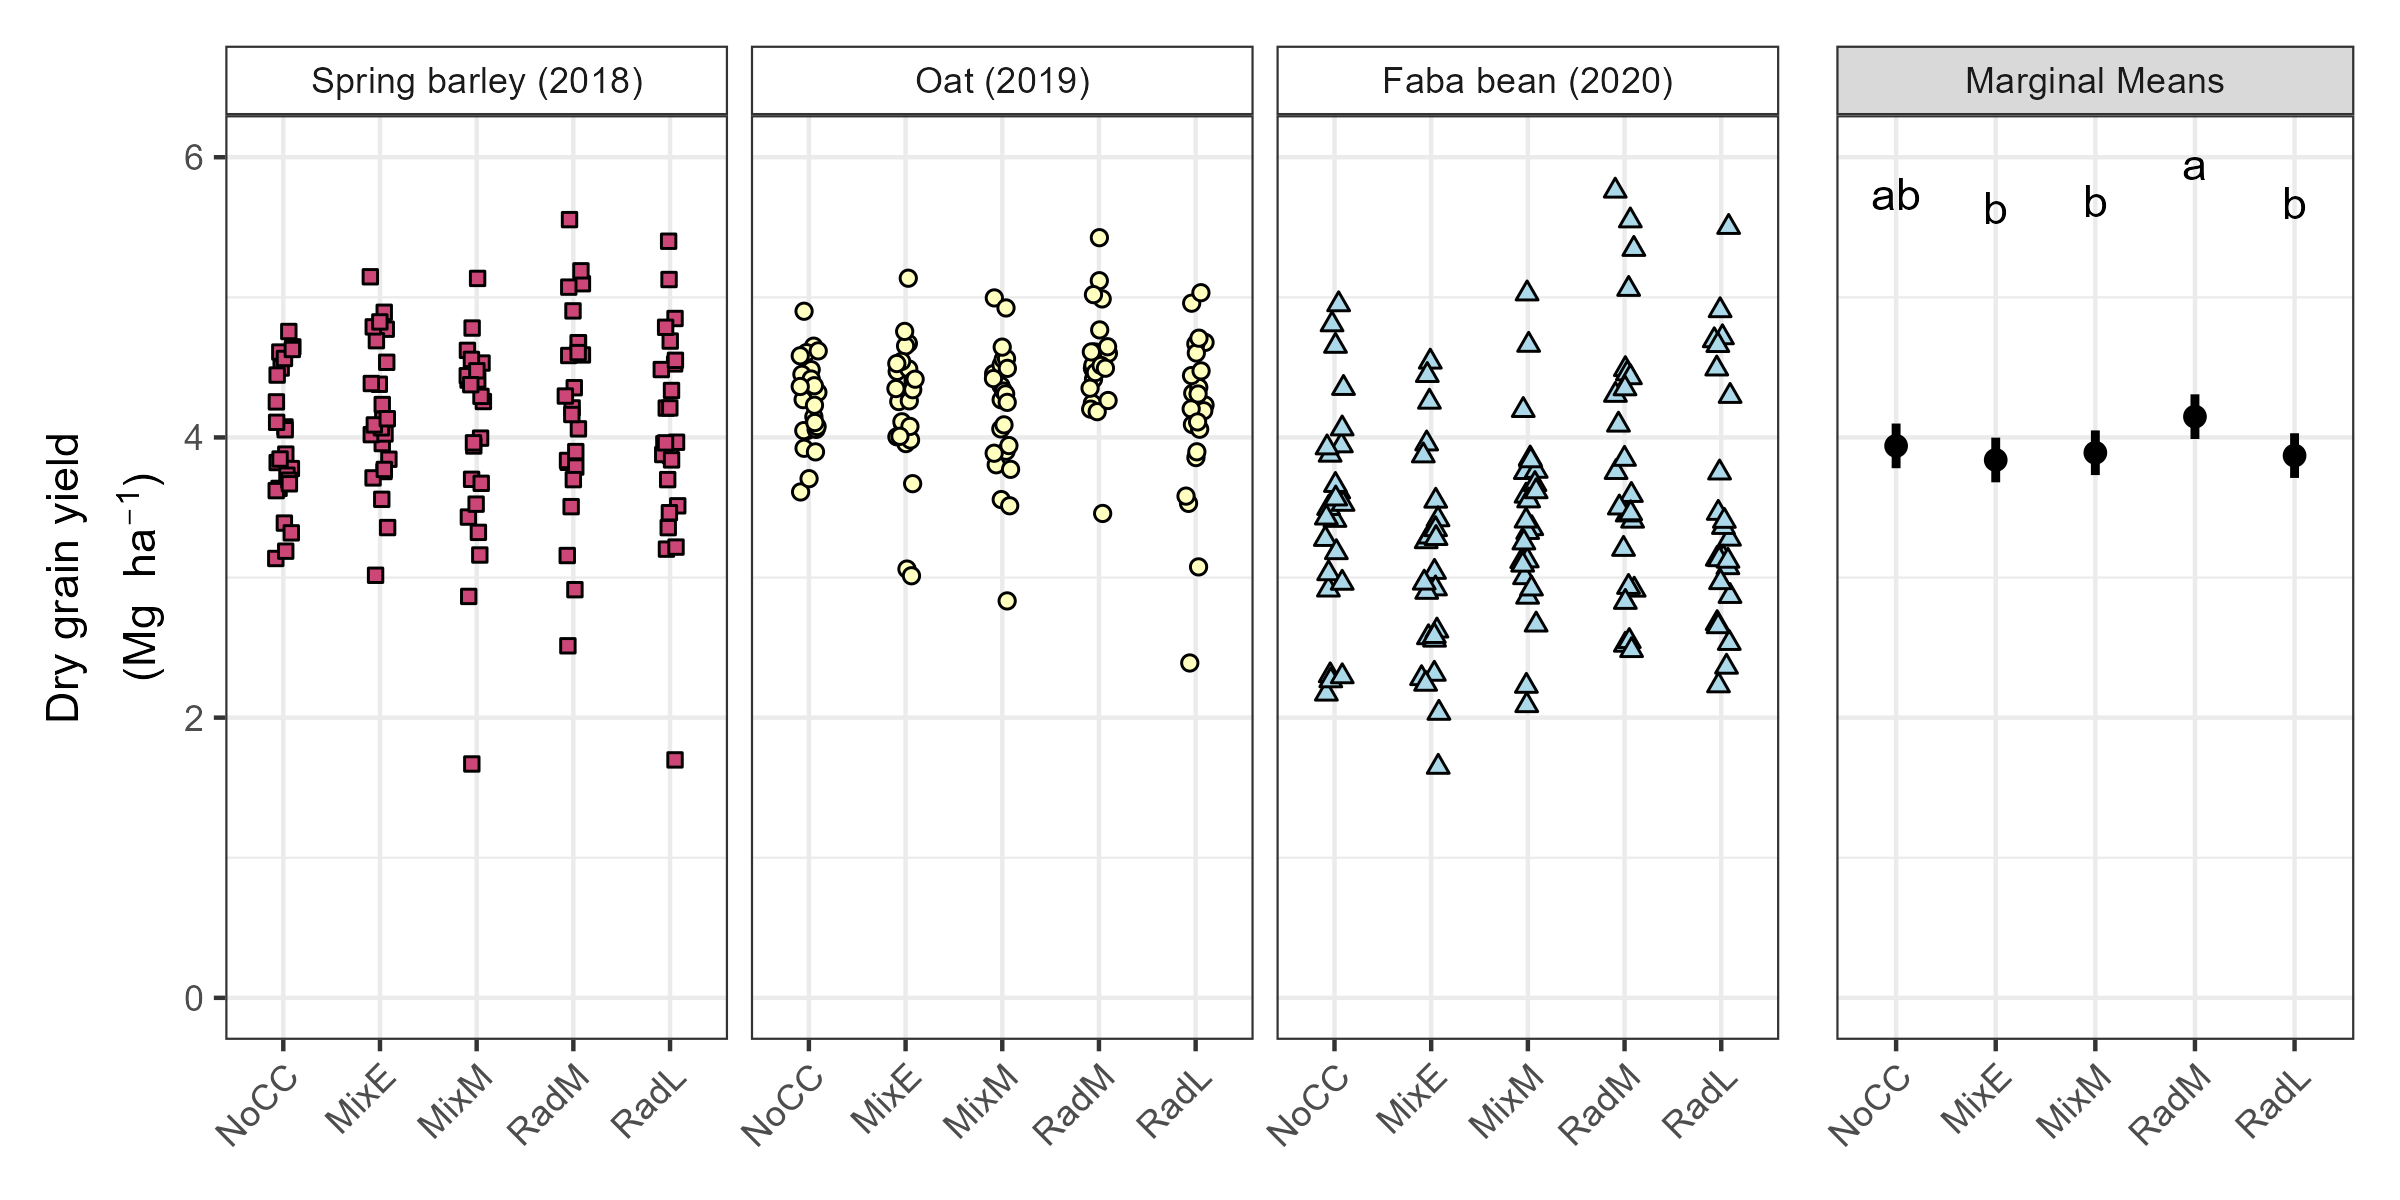 Spring barley (2018)
Oat (2019)
Faba bean (2020)
Marginal Means
Dry grain yield
(Mg ha⁻¹)
6
4
2
0
ab
b
b
a
b
NoCC
MixE
MixM
RadM
RadL
NoCC
MixE
MixM
RadM
RadL
NoCC
MixE
MixM
RadM
RadL
NoCC
MixE
MixM
RadM
RadL